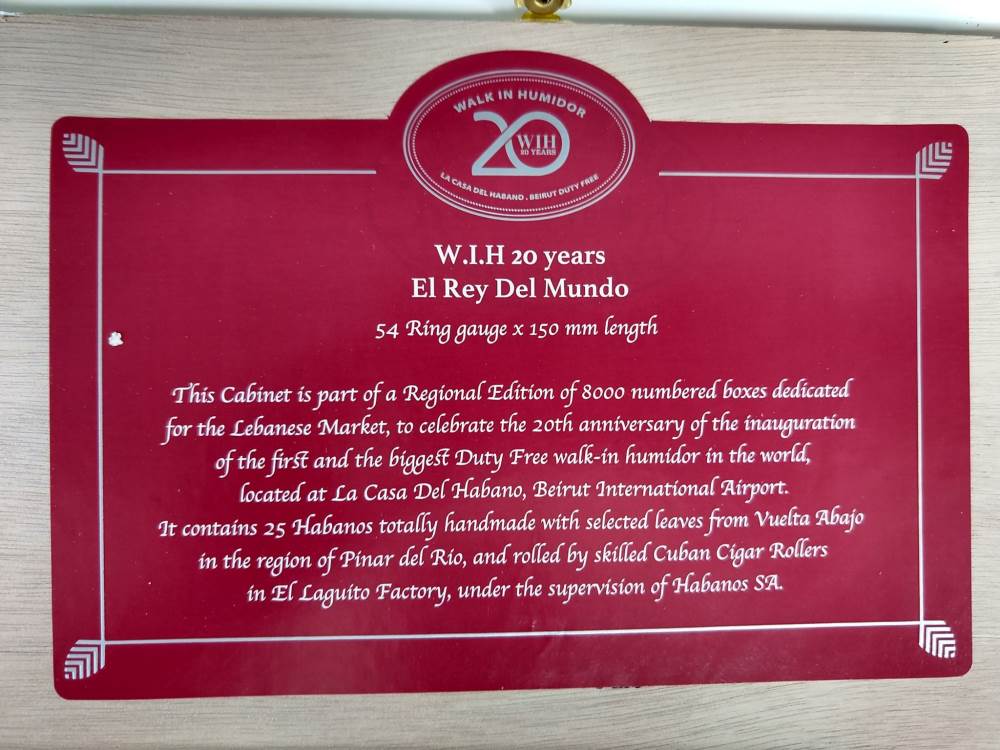 WALK IN HUMIDOR
20
WIH
20 YEARS
LA CASA DEL HABANO . BEIRUT DUTY FREE
W.I.H 20 years
El Rey Del Mundo
54 Ring gauge x 150 mm length
This Cabinet is part of a Regional Edition of 8000 numbered boxes dedicated
for the Lebanese Market, to celebrate the 20th anniversary of the inauguration
of the first and the biggest Duty Free walk-in humidor in the world,
located at La Casa Del Habano, Beirut International Airport.
It contains 25 Habanos totally handmade with selected leaves from Vuelta Abajo
in the region of Pinar del Rio, and rolled by skilled Cuban Cigar Rollers
in El Laguito Factory, under the supervision of Habanos SA.